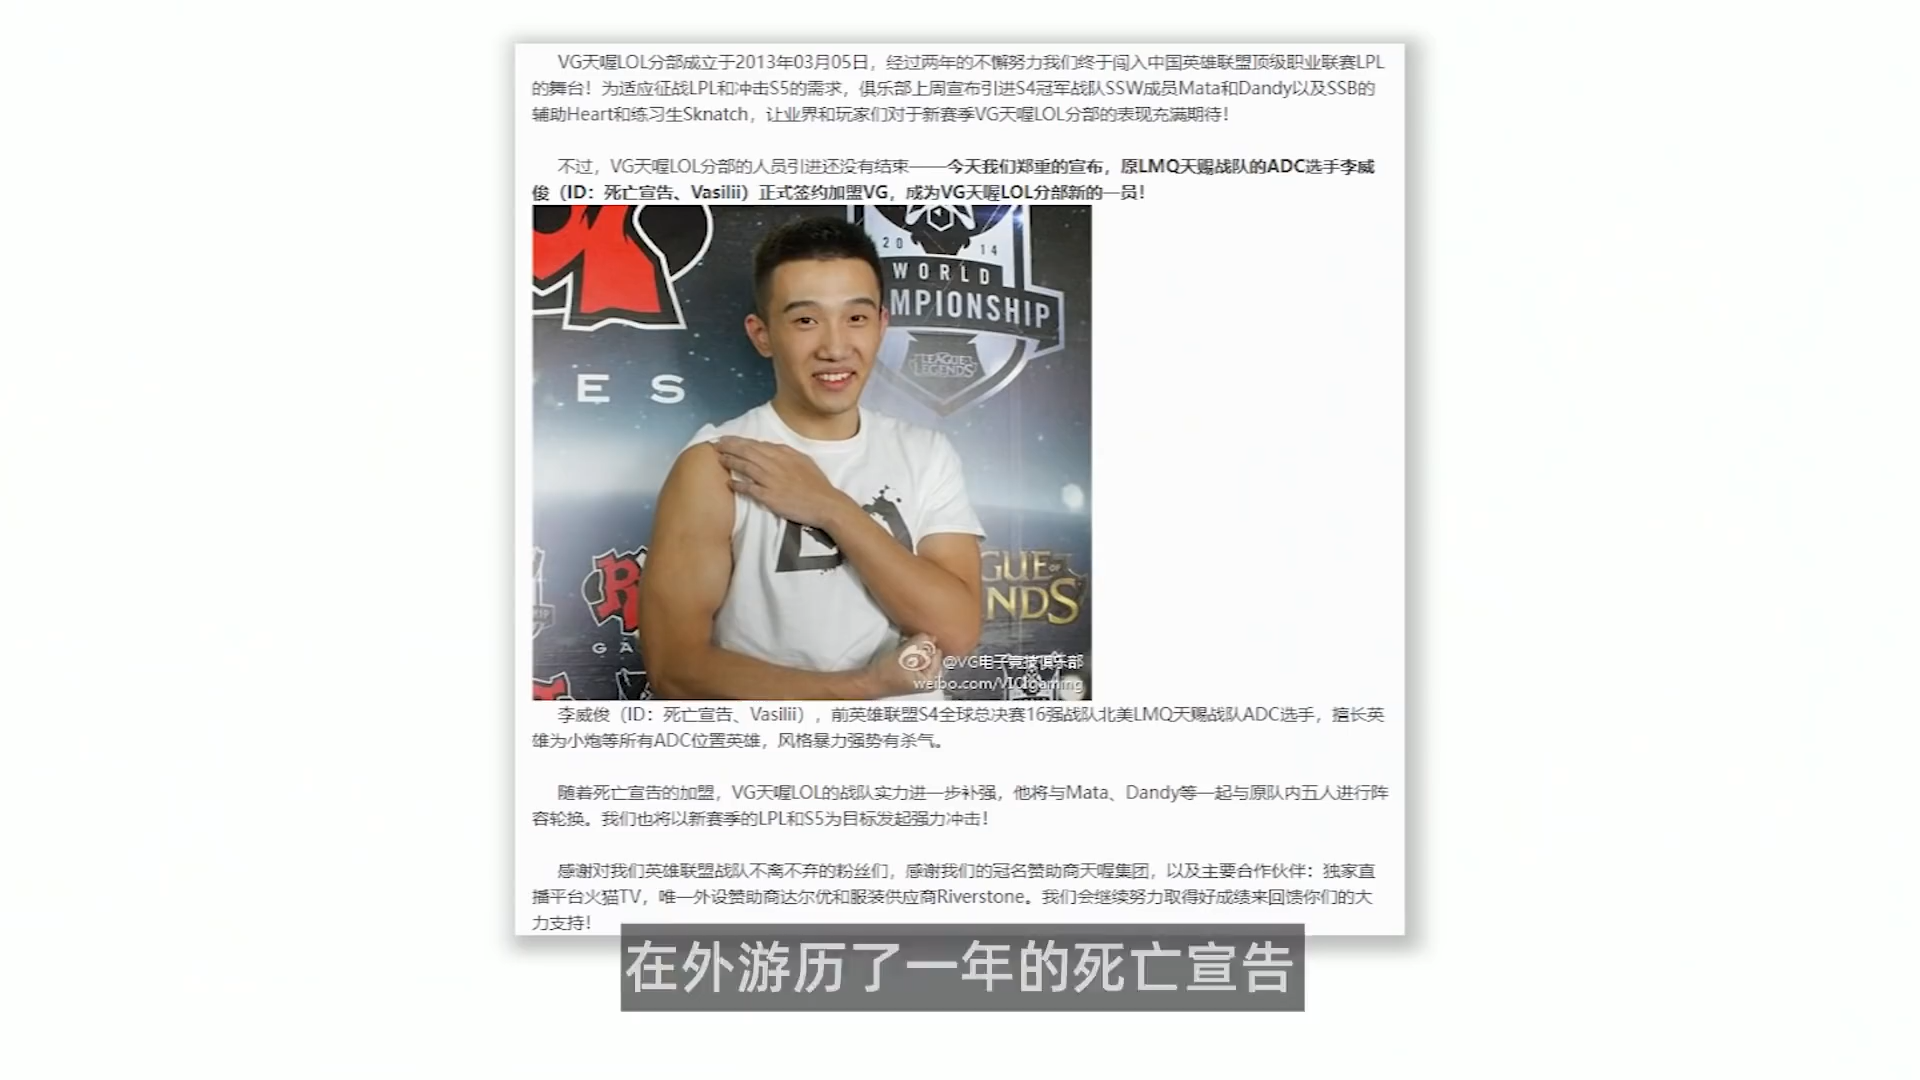 VG天喔LOL分部成立于2013年03月05日，经过两年的不懈努力我们终于闯入中国英雄联盟顶级职业联赛LPL
的舞台！为适应征战LPL和冲击S5的需求，俱乐部上周宣布引进S4冠军战队SSW成员Mata和Dandy以及SSB的
辅助Heart和练习生Sknatch，让业界和玩家们对于新赛季VG天喔LOL分部的表现充满期待！
不过，VG天喔LOL分部的人员引进还没有结束——今天我们郑重的宣布，原LMQ天赐战队的ADC选手李威
俊（ID：死亡宣告、Vasilii）正式签约加盟VG，成为VG天喔LOL分部新的一员！
20 14
WORLD
MPIONSHIP
LEAGUE OF
LEGENDS
E S
GUE OF
NDS
G A
@VG电子竞技俱乐部
weibo.com/VICIgaming
李威俊（ID：死亡宣告、Vasilii），前英雄联盟S4全球总决赛16强战队北美LMQ天赐战队ADC选手，擅长英
雄为小炮等所有ADC位置英雄，风格暴力强势有杀气。
随着死亡宣告的加盟，VG天喔LOL的战队实力进一步补强，他将与Mata、Dandy等一起与原队内五人进行阵
容轮换。我们也将以新赛季的LPL和S5为目标发起强力冲击！
感谢对我们英雄联盟战队不离不弃的粉丝们，感谢我们的冠名赞助商天喔集团，以及主要合作伙伴：独家直
播平台火猫TV，唯一外设赞助商达尔优和服装供应商Riverstone。我们会继续努力取得好成绩来回馈你们的大
力支持！
在外游历了一年的死亡宣告